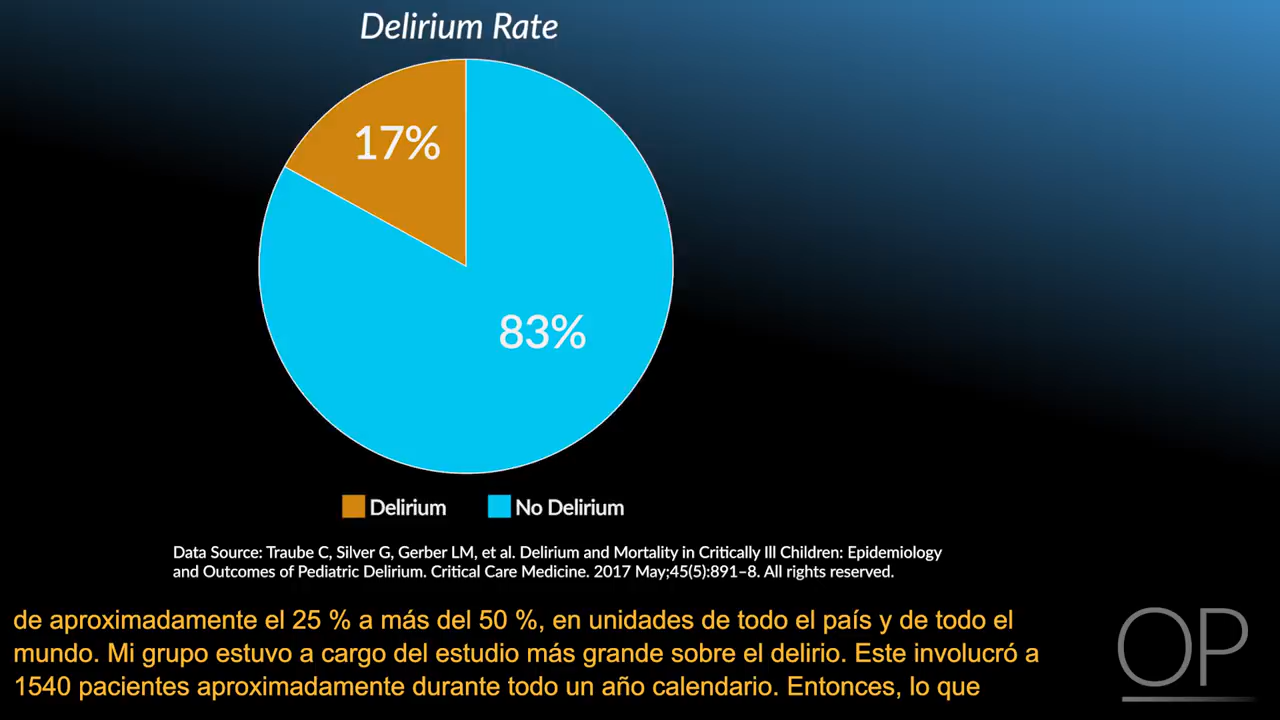 Delirium Rate
17%
83%
Delirium No Delirium
Data Source: Traube C, Silver G, Gerber LM, et al. Delirium and Mortality in Critically Ill Children: Epidemiology
and Outcomes of Pediatric Delirium. Critical Care Medicine. 2017 May;45(5):891–8. All rights reserved.
de aproximadamente el 25 % a más del 50 %, en unidades de todo el país y de todo el
mundo. Mi grupo estuvo a cargo del estudio más grande sobre el delirio. Este involucró a
1540 pacientes aproximadamente durante todo un año calendario. Entonces, lo que
OP